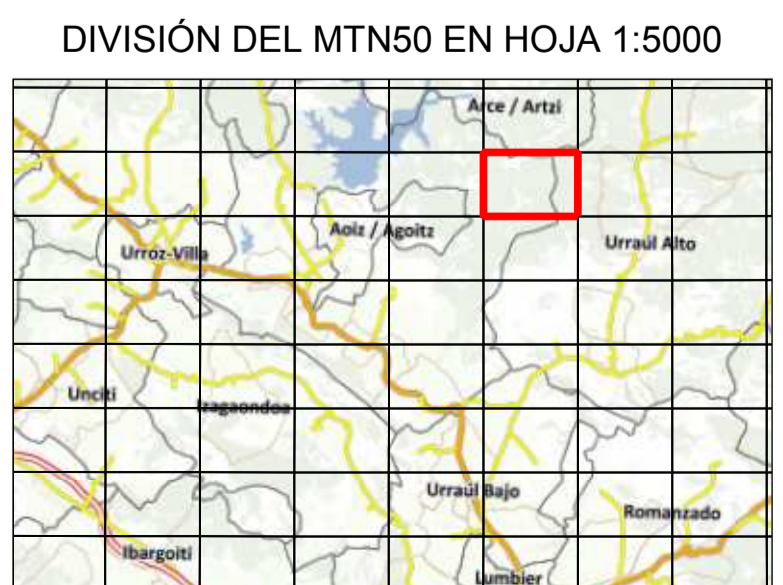 DIVISIÓN DEL MTN50 EN HOJA 1:5000
Arce / Artzi
Aoiz / Agoitz
Urraúl Alto
Urroz-Villa
Unciti
Izagaondoa
Urraúl Bajo
Romanzado
Ibargoiti
Lumbier